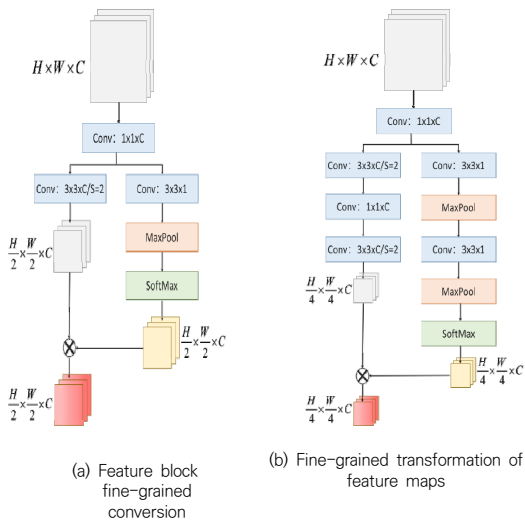 H×W×C
Conv: 1x1xC
Conv: 3x3xC/S=2
Conv: 3x3x1
MaxPool
SoftMax
H/2 × W/2 ×C
H/2 × W/2 ×C
H/2 × W/2 ×C
(a) Feature block
fine-grained
conversion
H×W×C
Conv: 1x1xC
Conv: 3x3xC/S=2
Conv: 3x3x1
Conv: 1x1xC
MaxPool
Conv: 3x3xC/S=2
Conv: 3x3x1
H/4 × W/4 ×C
MaxPool
SoftMax
H/4 × W/4 ×C
H/4 × W/4 ×C
(b) Fine-grained transformation of
feature maps